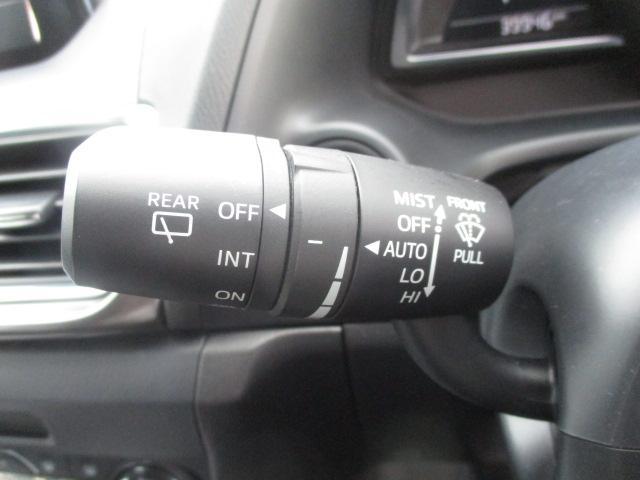 REAR
OFF
INT
ON
MIST
OFF
AUTO
LO
HI
FRONT
PULL